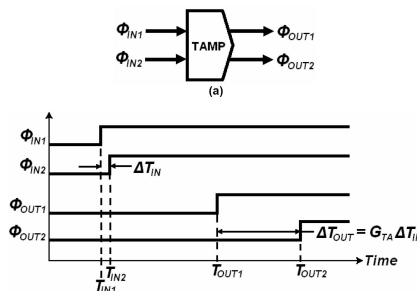 Φ_IN1 TAMP Φ_OUT1
Φ_IN2 Φ_OUT2
(a)
Φ_IN1
Φ_IN2 ΔT_IN
Φ_OUT1
Φ_OUT2 ΔT_OUT = G_TA ΔT_I
T_IN1 T_IN2 T_OUT1 T_OUT2 Time